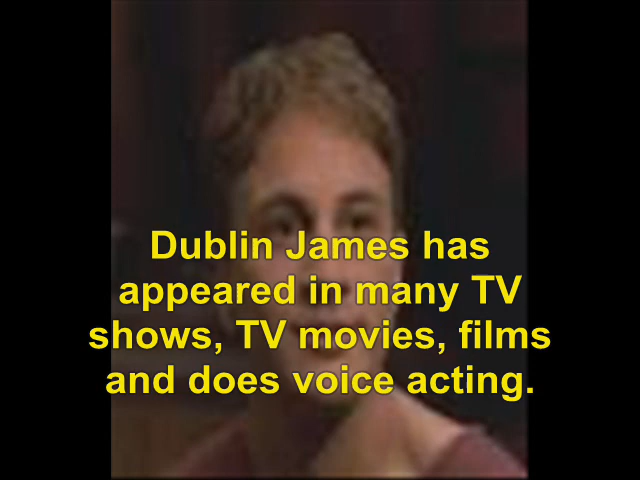 Dublin James has
appeared in many TV
shows, TV movies, films
and does voice acting.